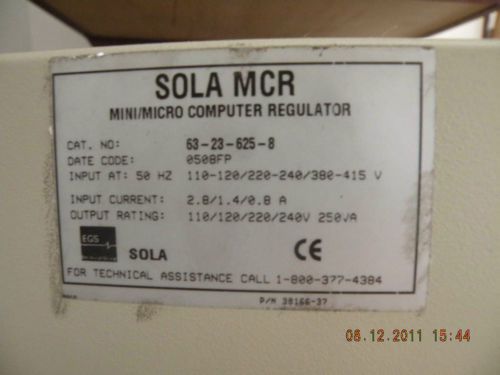 SOLA MCR
MINI/MICRO COMPUTER REGULATOR
CAT. NO: 63-23-625-8
DATE CODE: 0508FP
INPUT AT: 50 HZ 110-120/220-240/380-415 V
INPUT CURRENT: 2.8/1.4/0.8 A
OUTPUT RATING: 110/120/220/240V 250VA
EGS
SOLA CE
FOR TECHNICAL ASSISTANCE CALL 1-800-377-4384
P/N 38166-37
08.12.2011 15:44